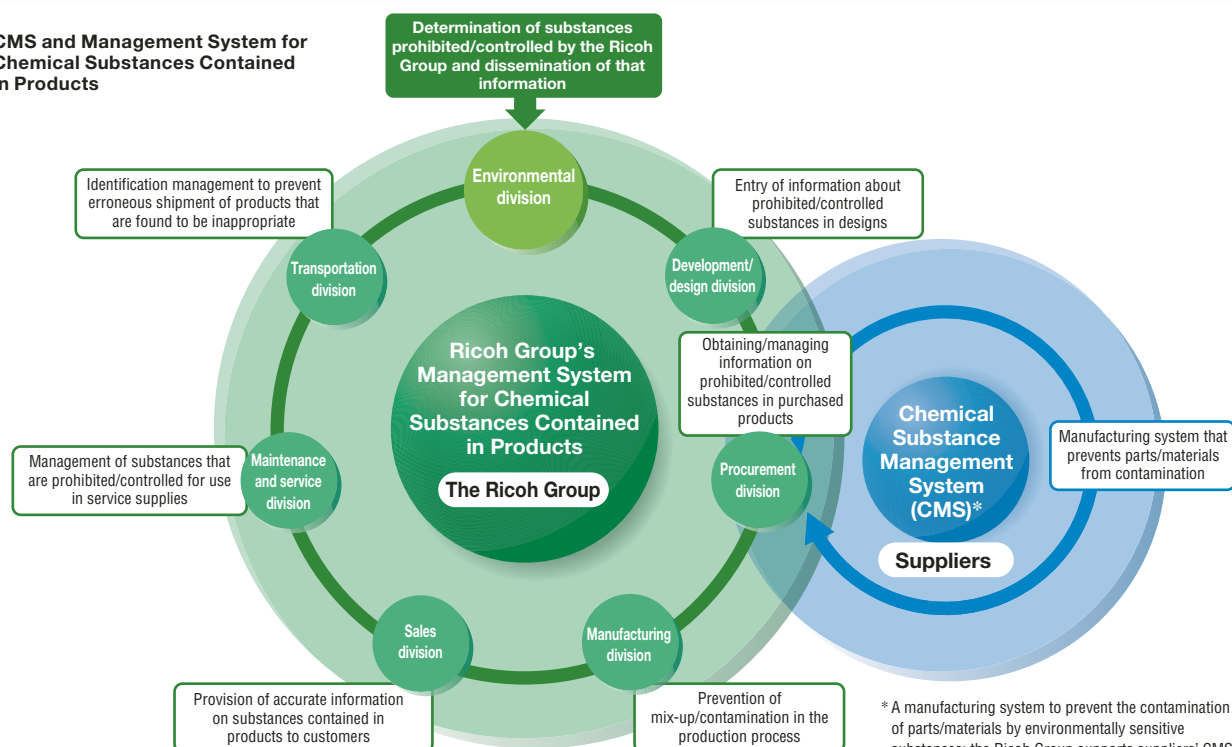 CMS and Management System for
Chemical Substances Contained
in Products
Determination of substances
prohibited/controlled by the Ricoh
Group and dissemination of that
information
Environmental
division
Identification management to prevent
erroneous shipment of products that
are found to be inappropriate
Entry of information about
prohibited/controlled
substances in designs
Transportation
division
Development/
design division
Ricoh Group's
Management System
for Chemical
Substances Contained
in Products
The Ricoh Group
Obtaining/managing
information on
prohibited/controlled
substances in purchased
products
Chemical
Substance
Management
System
(CMS)*
Suppliers
Manufacturing system that
prevents parts/materials
from contamination
Management of substances that
are prohibited/controlled for use
in service supplies
Maintenance
and service
division
Procurement
division
Sales
division
Manufacturing
division
Provision of accurate information
on substances contained in
products to customers
Prevention of
mix-up/contamination in the
production process
* A manufacturing system to prevent the contamination
of parts/materials by environmentally sensitive
substances; the Ricoh Group supports suppliers' CMS